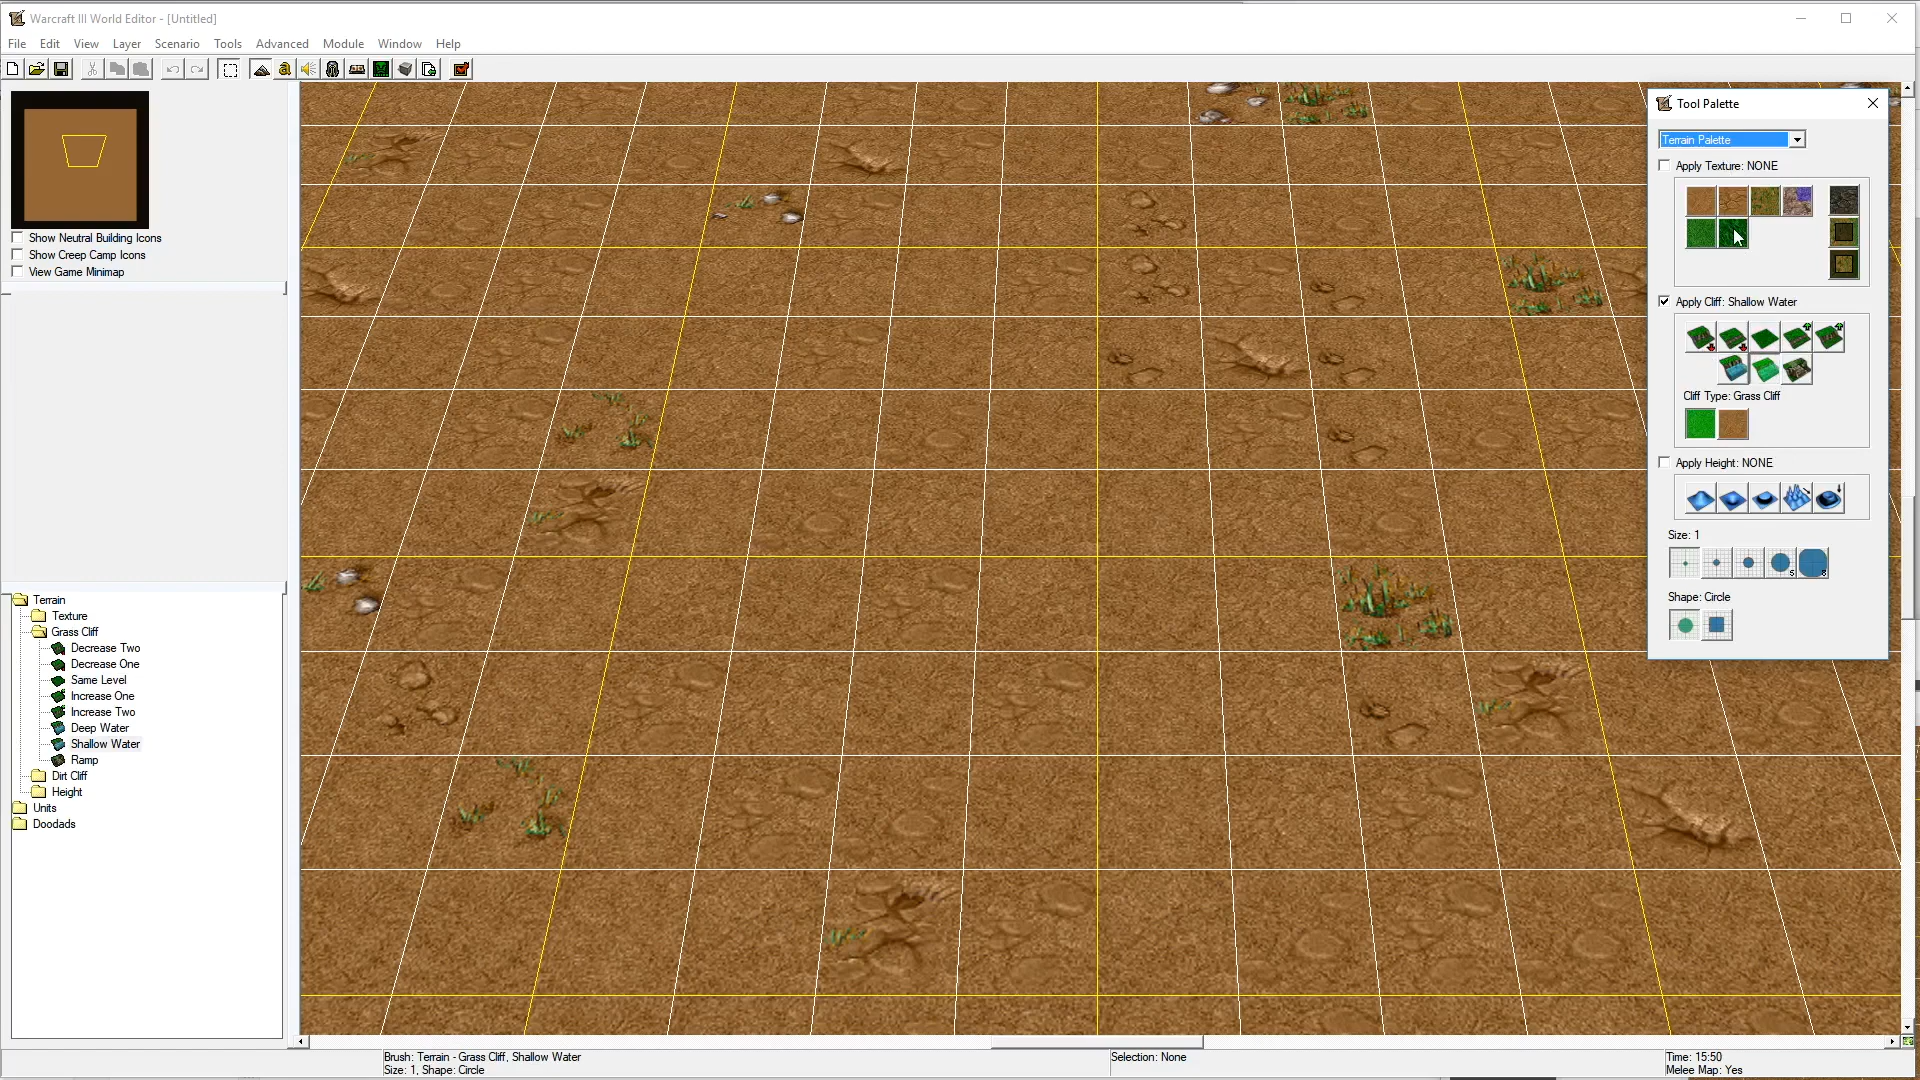 Warcraft III World Editor - [Untitled]
File Edit View Layer Scenario Tools Advanced Module Window Help
Show Neutral Building Icons
Show Creep Camp Icons
View Game Minimap
Terrain
Texture
Grass Cliff
Decrease Two
Decrease One
Same Level
Increase One
Increase Two
Deep Water
Shallow Water
Ramp
Dirt Cliff
Height
Units
Doodads
Tool Palette
Terrain Palette
Apply Texture: NONE
Apply Cliff: Shallow Water
Cliff Type: Grass Cliff
Apply Height: NONE
Size: 1
5 8
Shape: Circle
Brush: Terrain - Grass Cliff, Shallow Water
Size: 1, Shape: Circle
Selection: None
Time: 15:50
Melee Map: Yes